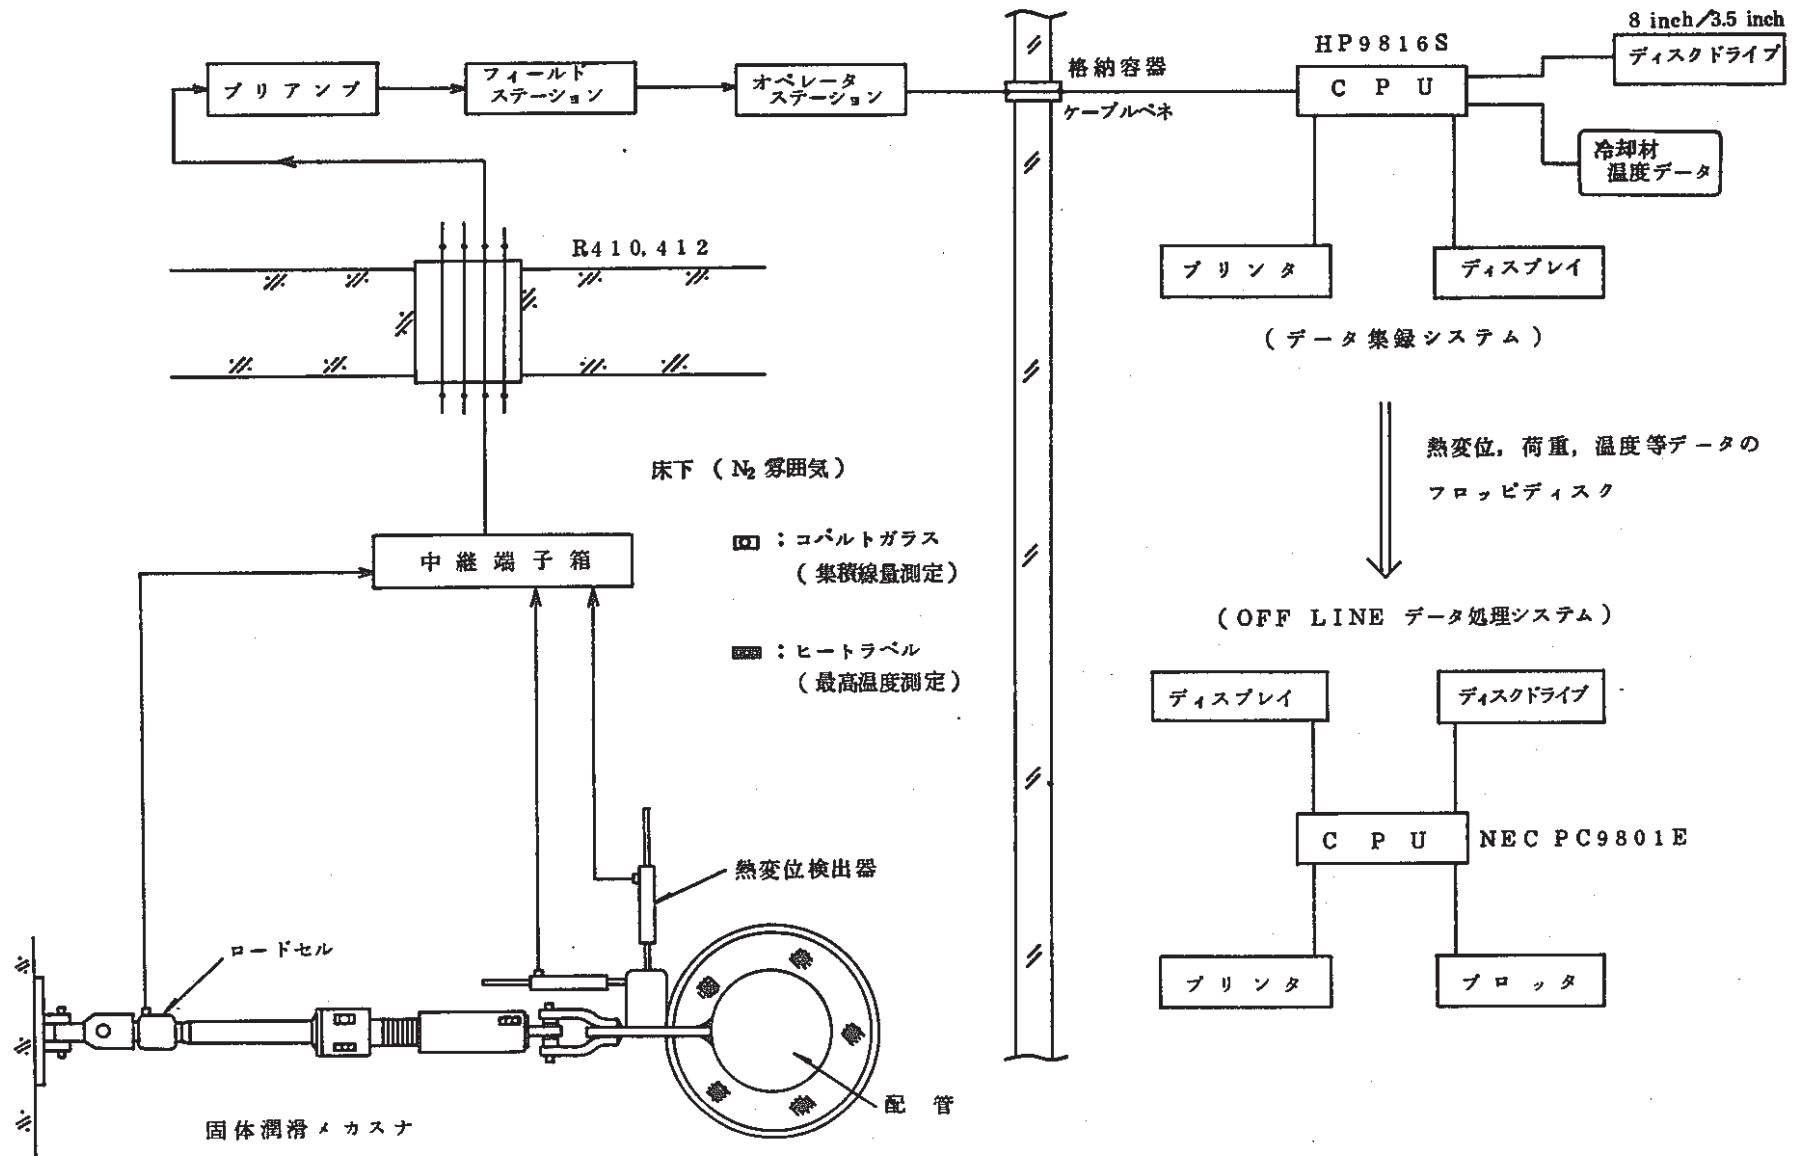 8 inch/3.5 inch
HP9816S
ディスクドライブ
プリアンプ
フィールド
ステーション
オペレータ
ステーション
格納容器
ケーブルペネ
CPU
冷却材
温度データ
R410,412
プリンタ
ディスプレイ
(データ集録システム)
熱変位,荷重,温度等データの
フロッピディスク
床下(N₂雰囲気)
中継端子箱
:コバルトガラス
(集積線量測定)
:ヒートラベル
(最高温度測定)
(OFF LINE データ処理システム)
ディスプレイ
ディスクドライブ
CPU
NEC PC9801E
プリンタ
プロッタ
熱変位検出器
ロードセル
配管
固体潤滑メカスナ